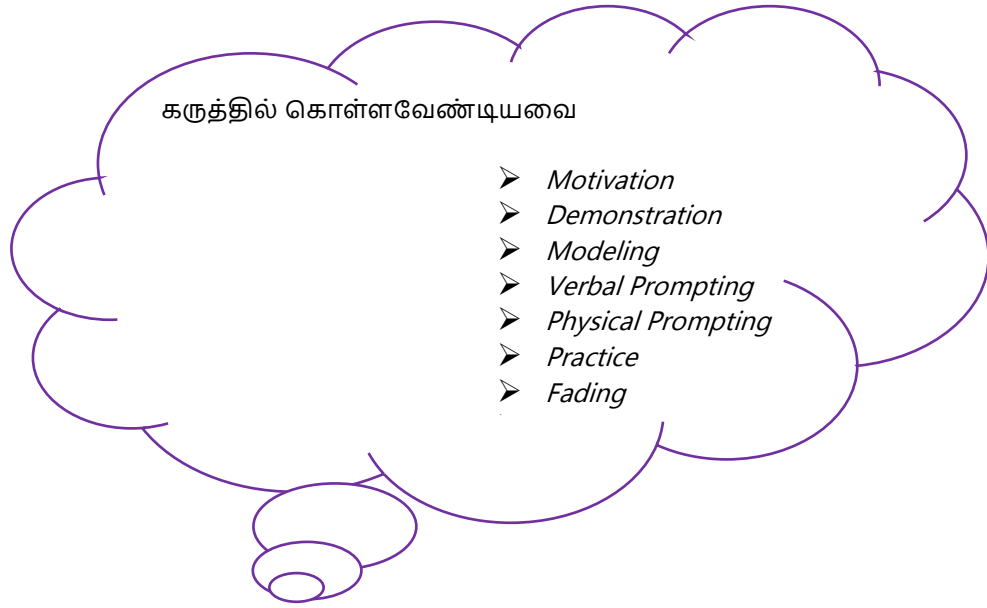 கருத்தில் கொள்ளவேண்டியவை
➢ Motivation
➢ Demonstration
➢ Modeling
➢ Verbal Prompting
➢ Physical Prompting
➢ Practice
➢ Fading